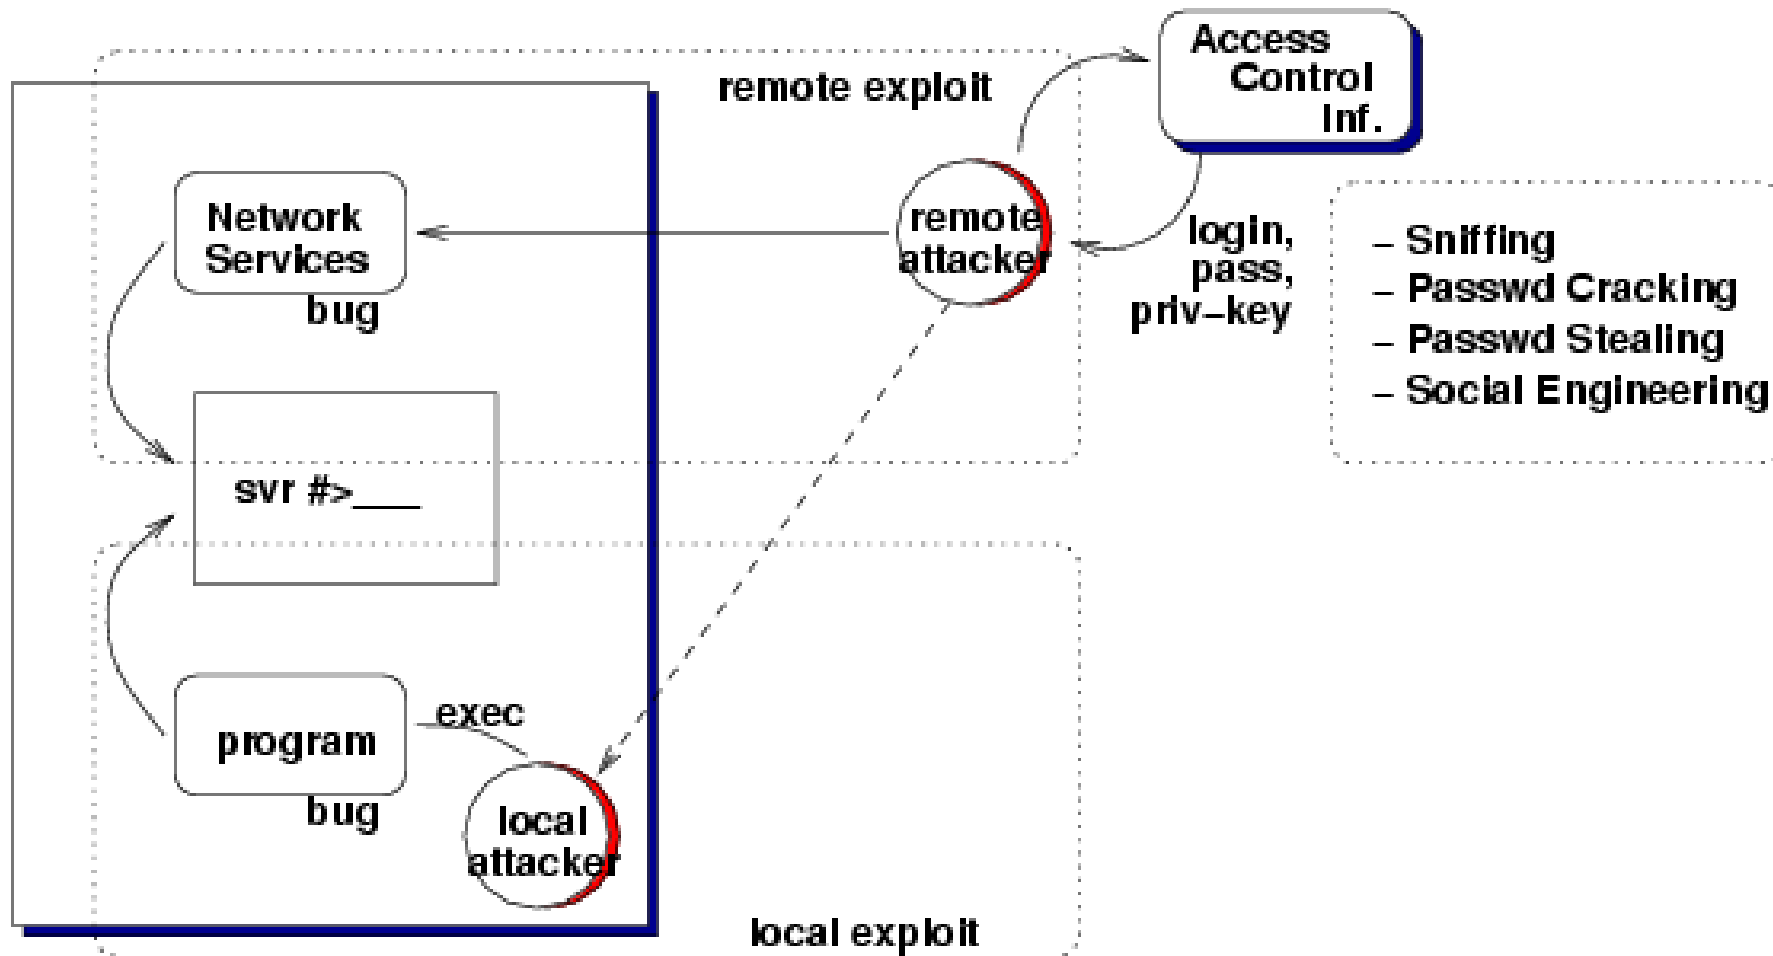 Access
Control
Inf.
remote exploit
Network
Services
bug
remote
attacker
login,
pass,
priv-key
– Sniffing
– Passwd Cracking
– Passwd Stealing
– Social Engineering
svr #>____
program
bug
exec
local
attacker
local exploit